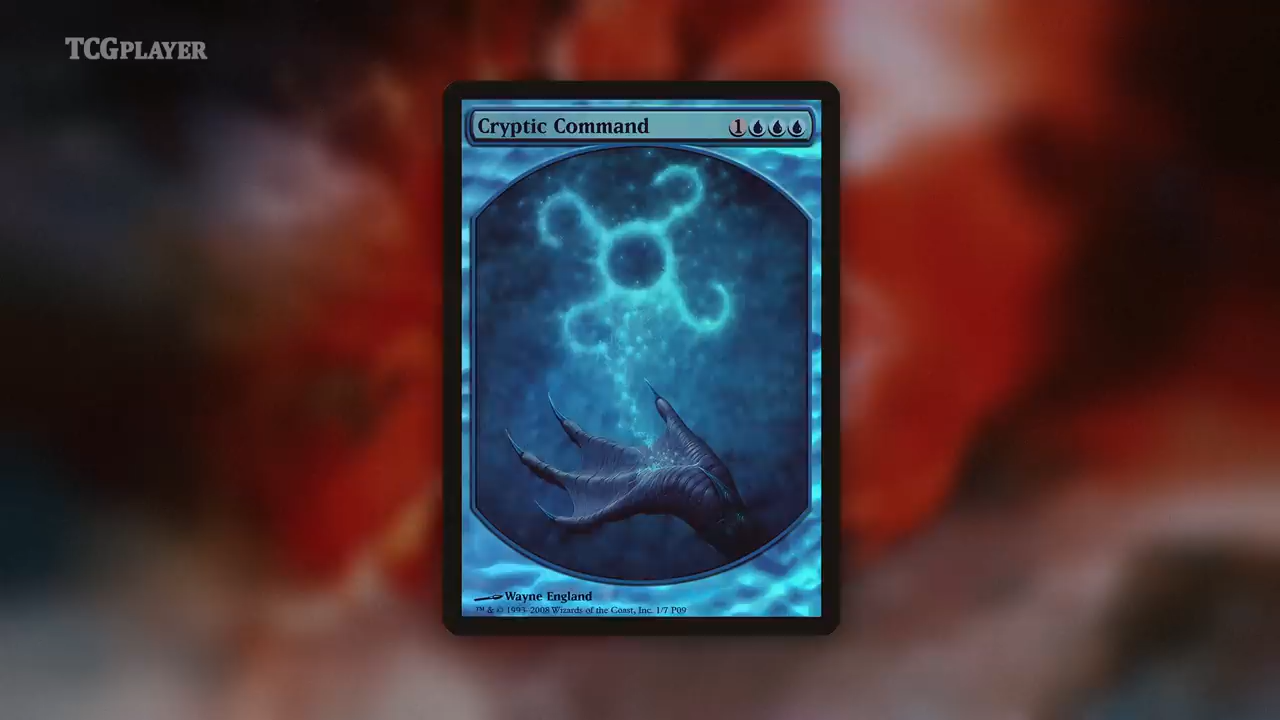 TCGPLAYER
Cryptic Command 1
Wayne England
™ & © 1993-2008 Wizards of the Coast, Inc. 1/7 P09